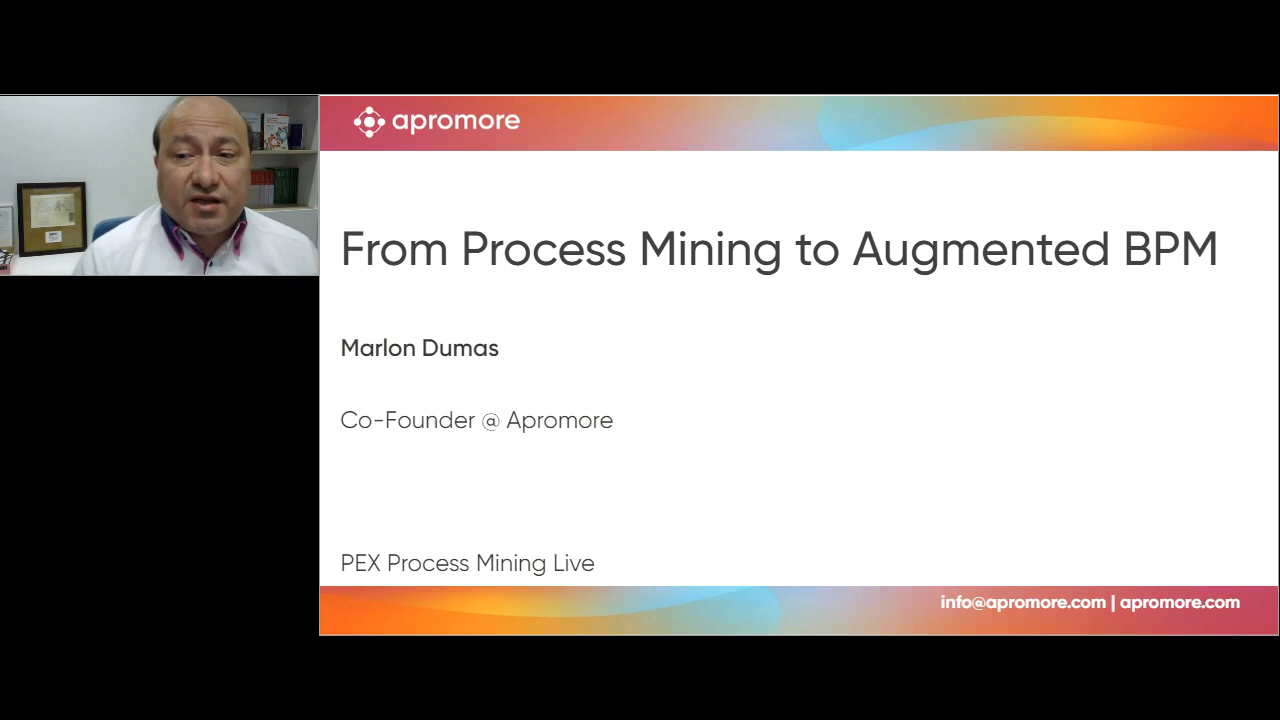 apromore
From Process Mining to Augmented BPM
Marlon Dumas
Co-Founder @ Apromore
PEX Process Mining Live
info@apromore.com | apromore.com